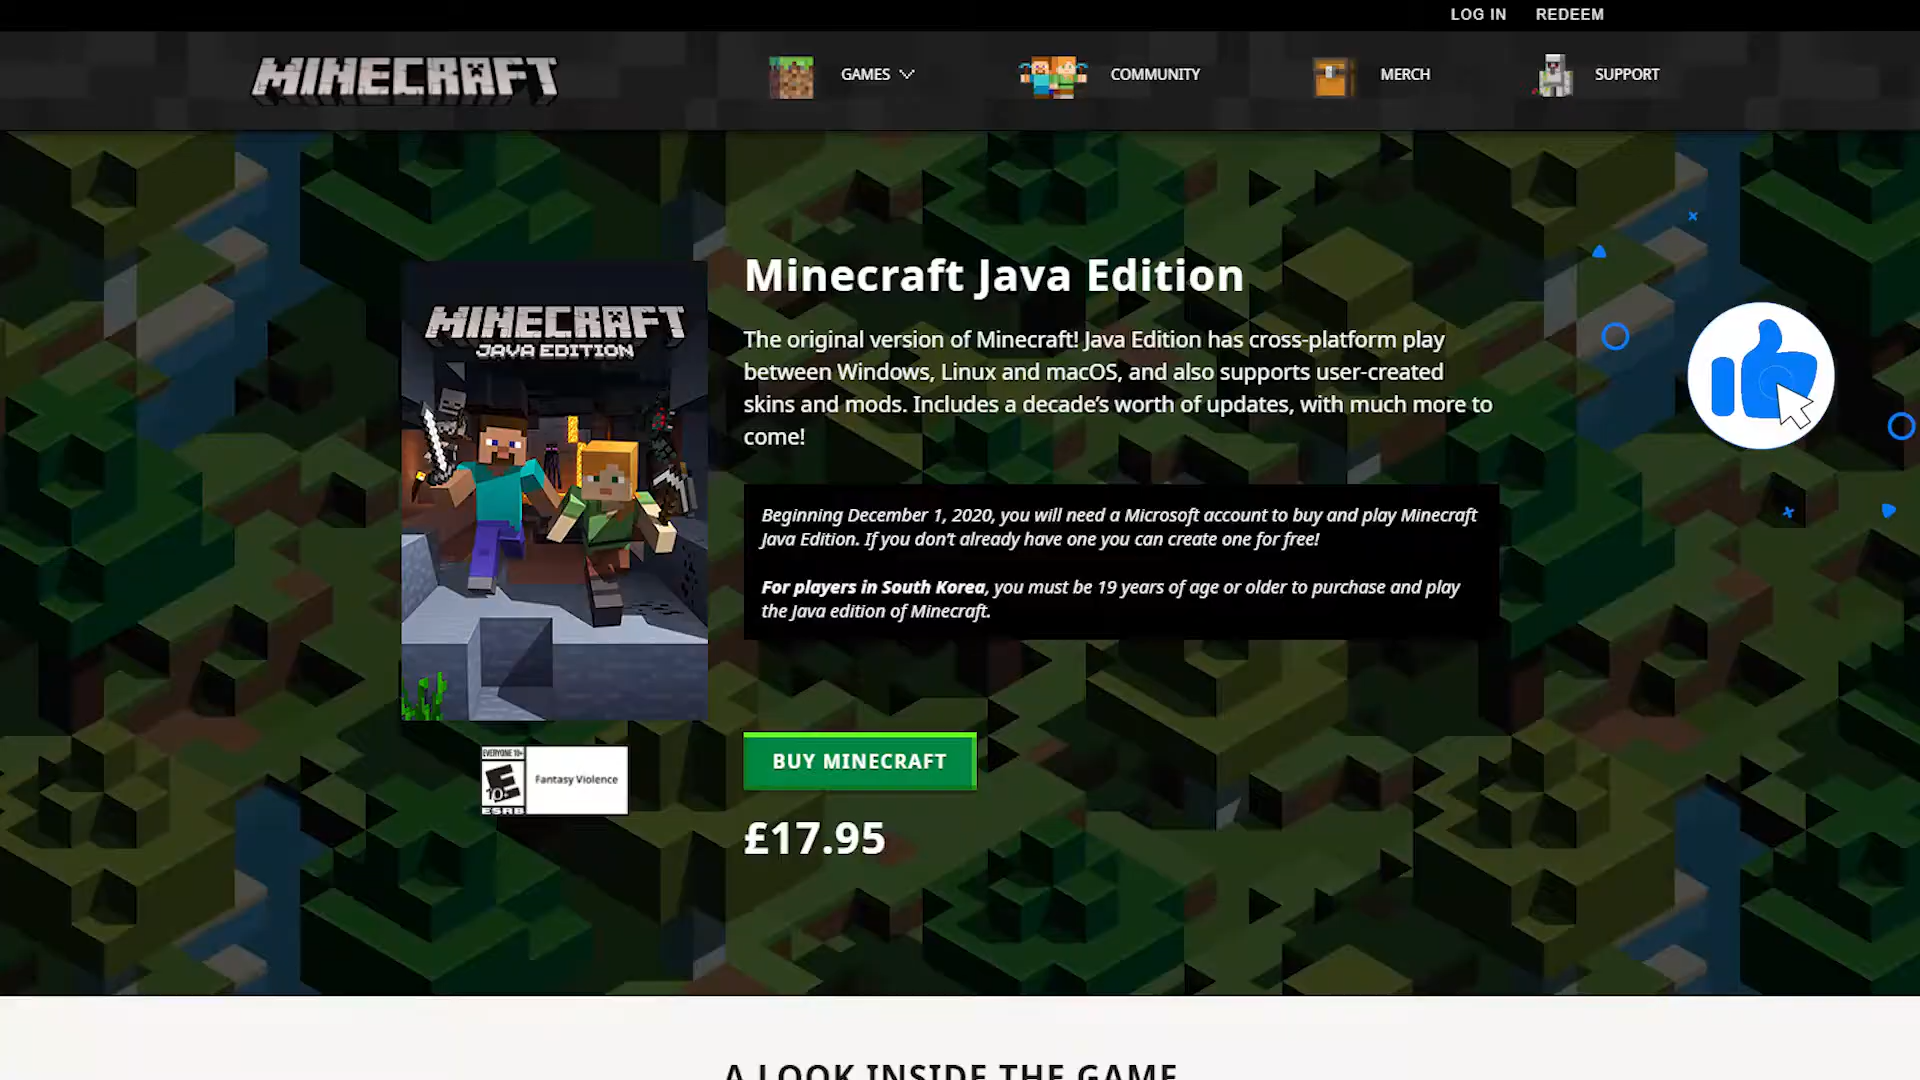 LOG IN REDEEM
MINECRAFT
GAMES
COMMUNITY
MERCH
SUPPORT
MINECRAFT
JAVA EDITION
Minecraft Java Edition
The original version of Minecraft! Java Edition has cross-platform play
between Windows, Linux and macOS, and also supports user-created
skins and mods. Includes a decade's worth of updates, with much more to
come!
Beginning December 1, 2020, you will need a Microsoft account to buy and play Minecraft
Java Edition. If you don't already have one you can create one for free!
For players in South Korea, you must be 19 years of age or older to purchase and play
the Java edition of Minecraft.
EVERYONE 10+
E
10+
ESRB
Fantasy Violence
BUY MINECRAFT
£17.95
A LOOK INSIDE THE GAME